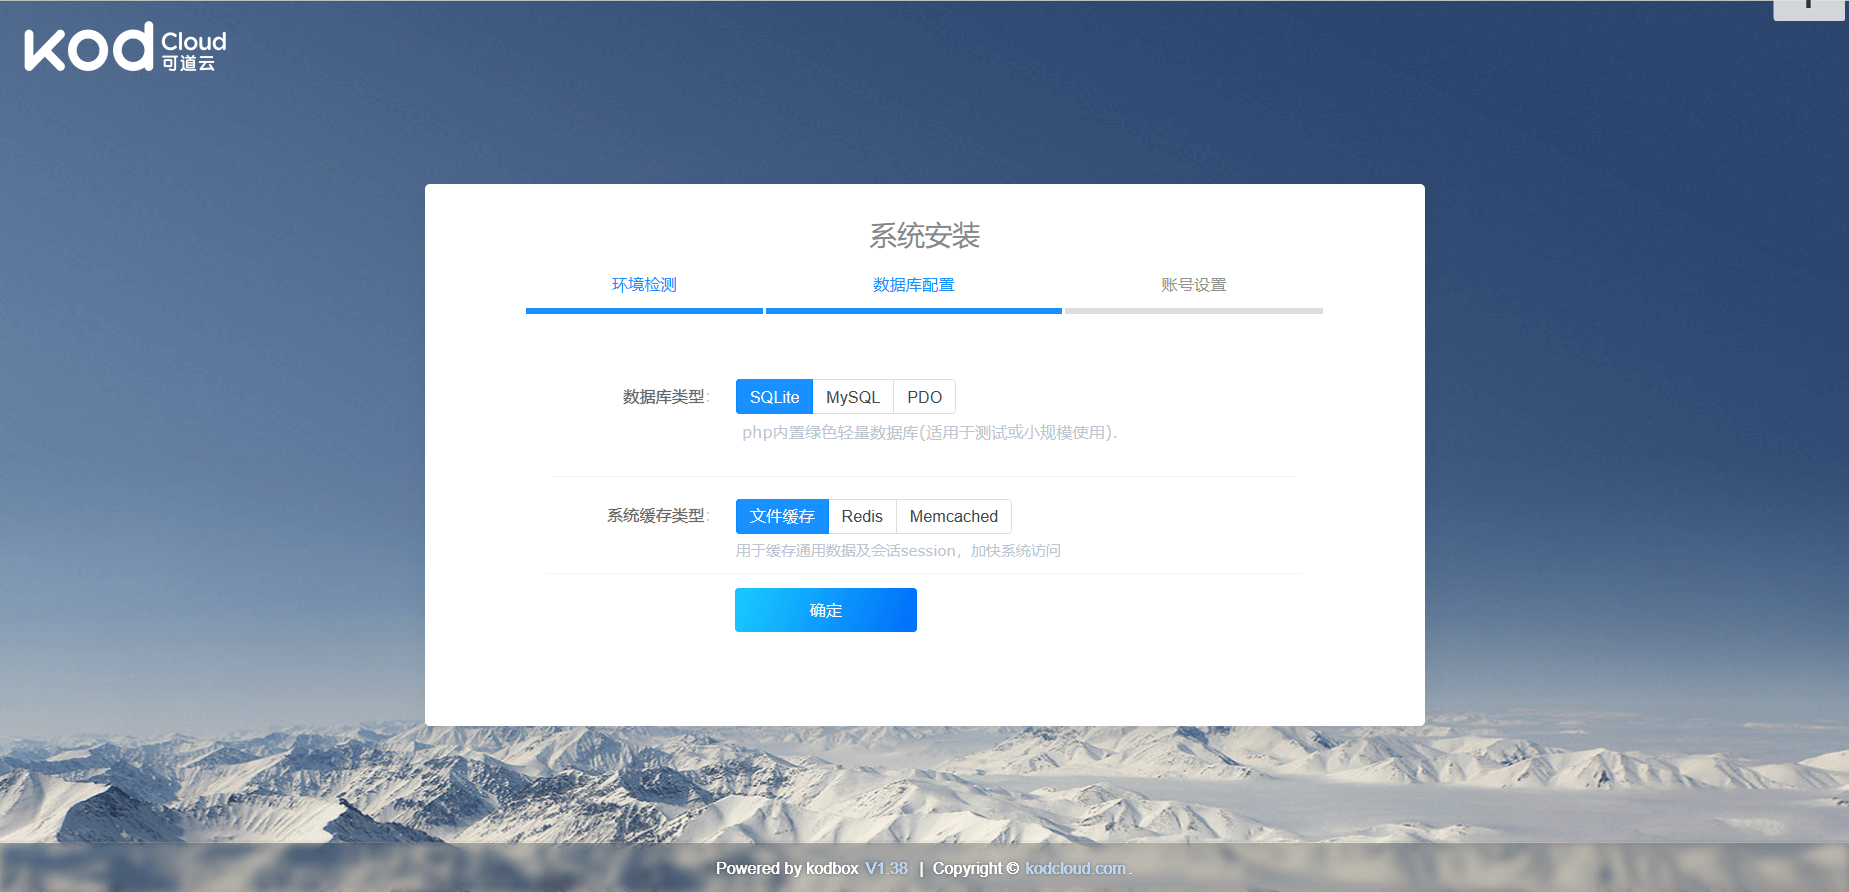 kod Cloud
可道云
系统安装
环境检测 数据库配置 账号设置
数据库类型: SQLite MySQL PDO
php内置绿色轻量数据库(适用于测试或小规模使用).
系统缓存类型: 文件缓存 Redis Memcached
用于缓存通用数据及会话session，加快系统访问
确定
Powered by kodbox V1.38 | Copyright © kodcloud.com.